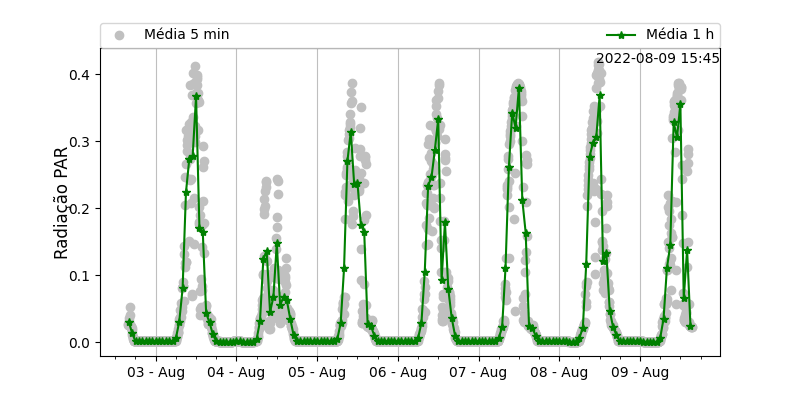 Média 5 min
Média 1 h
2022-08-09 15:45
Radiação PAR
0.4
0.3
0.2
0.1
0.0
03 - Aug
04 - Aug
05 - Aug
06 - Aug
07 - Aug
08 - Aug
09 - Aug